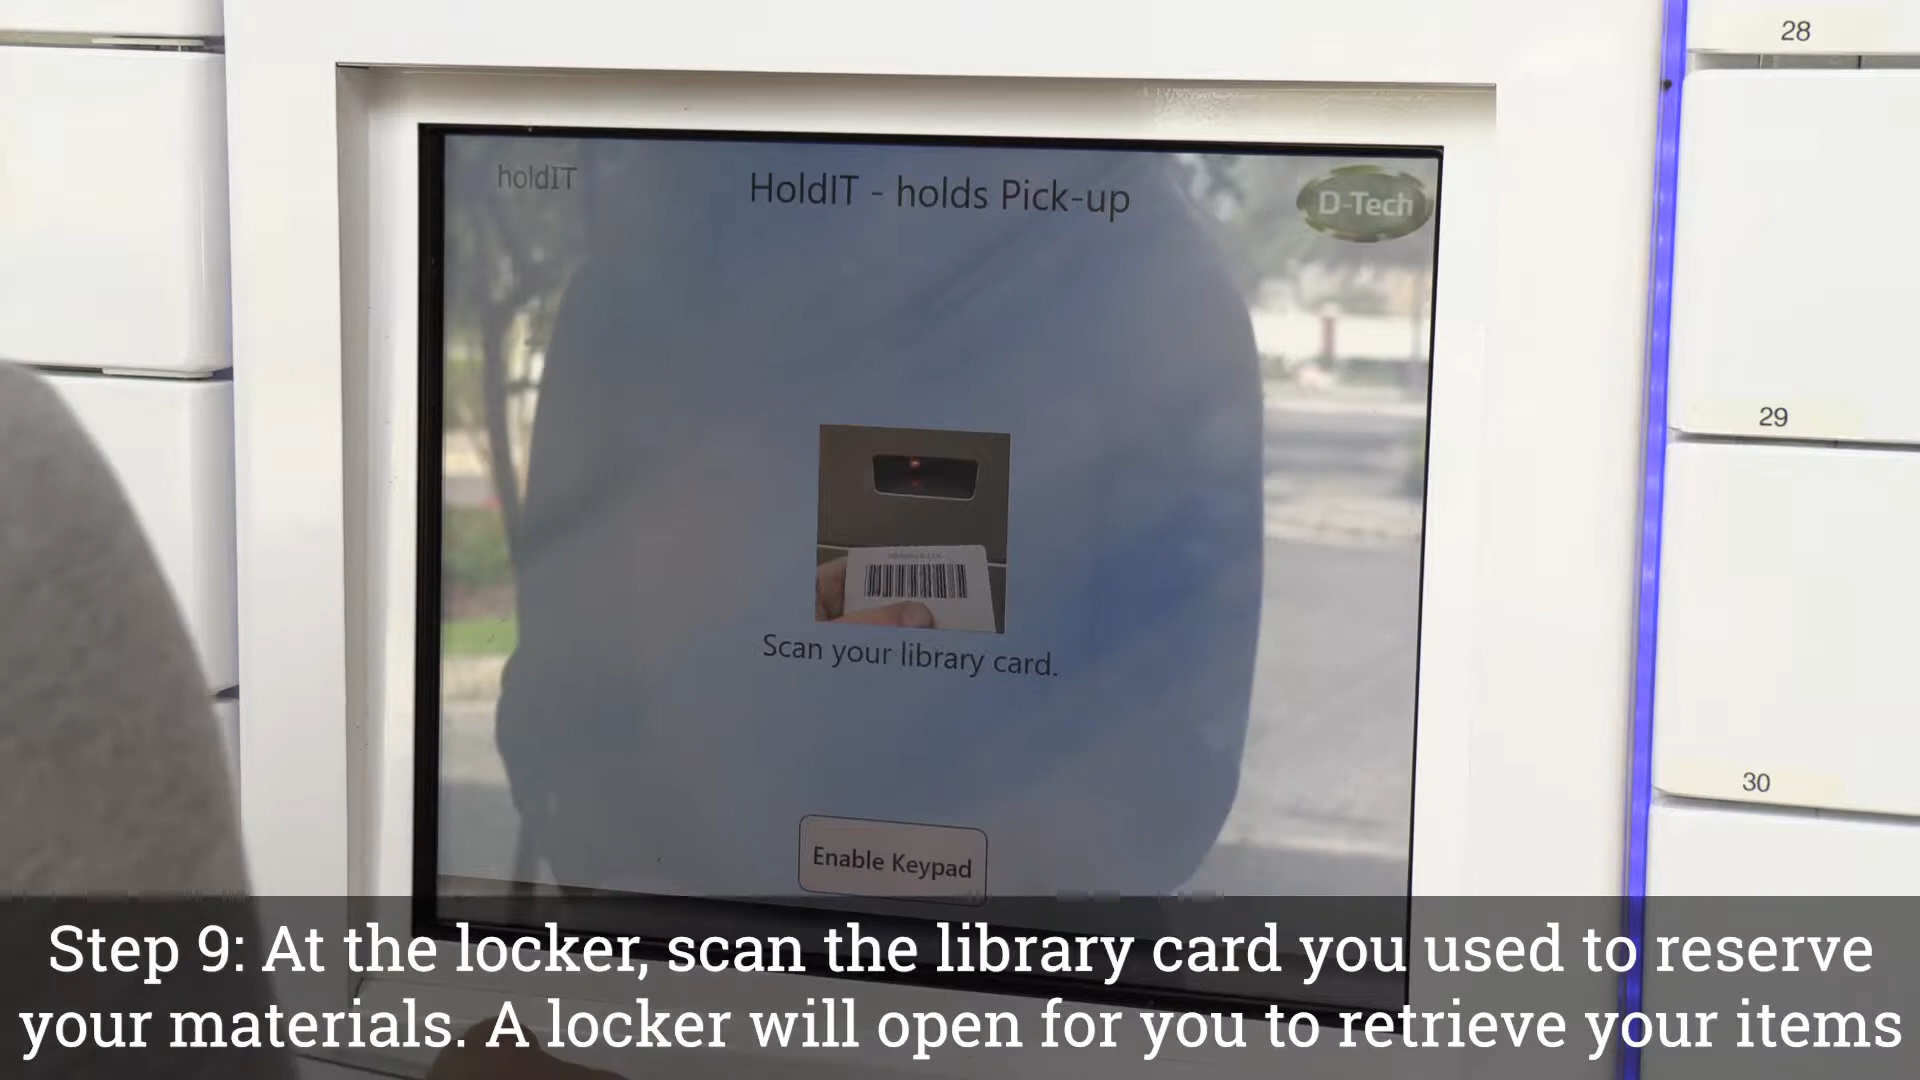 28
holdIT
HoldIT - holds Pick-up
D-Tech
29
Scan your library card.
30
Enable Keypad
Step 9: At the locker, scan the library card you used to reserve
your materials. A locker will open for you to retrieve your items